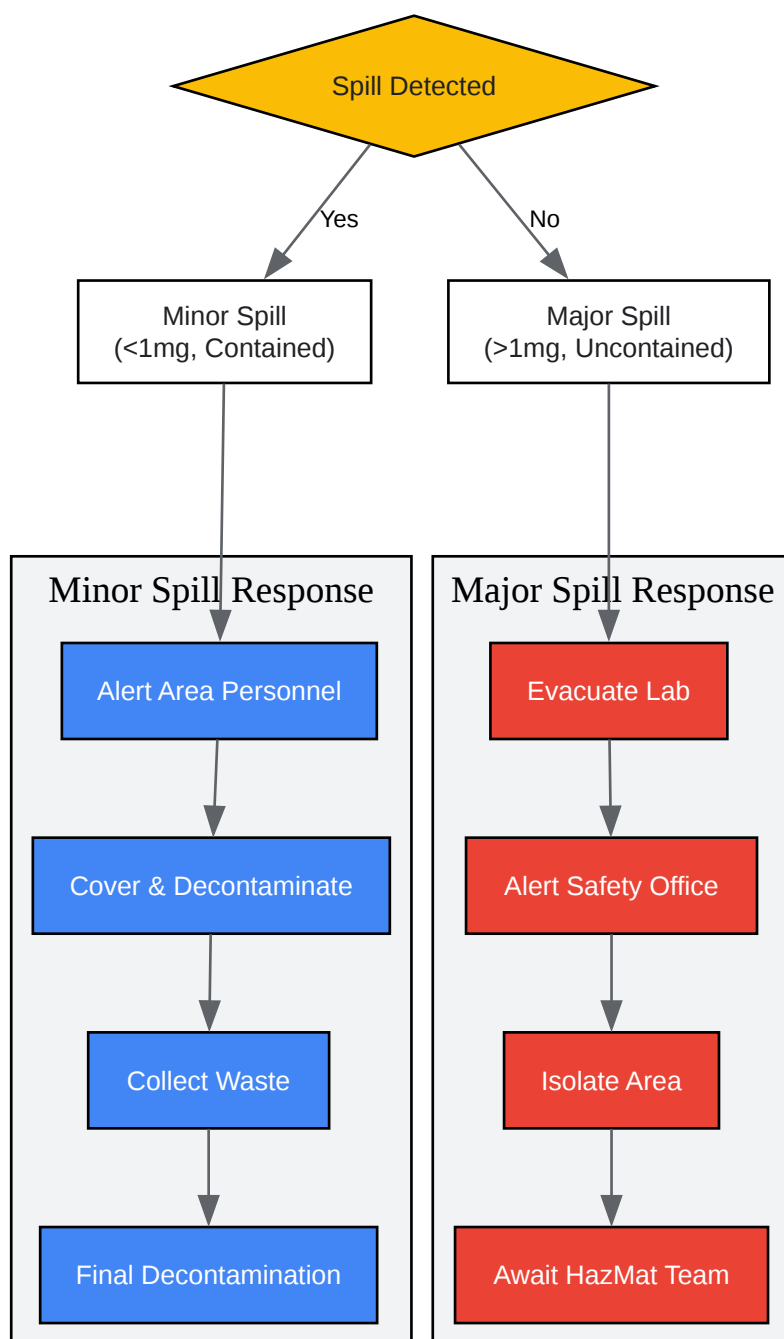 Spill Detected
Yes
No
Minor Spill
(<1mg, Contained)
Major Spill
(>1mg, Uncontained)
Minor Spill Response
Major Spill Response
Alert Area Personnel
Evacuate Lab
Cover & Decontaminate
Alert Safety Office
Collect Waste
Isolate Area
Final Decontamination
Await HazMat Team